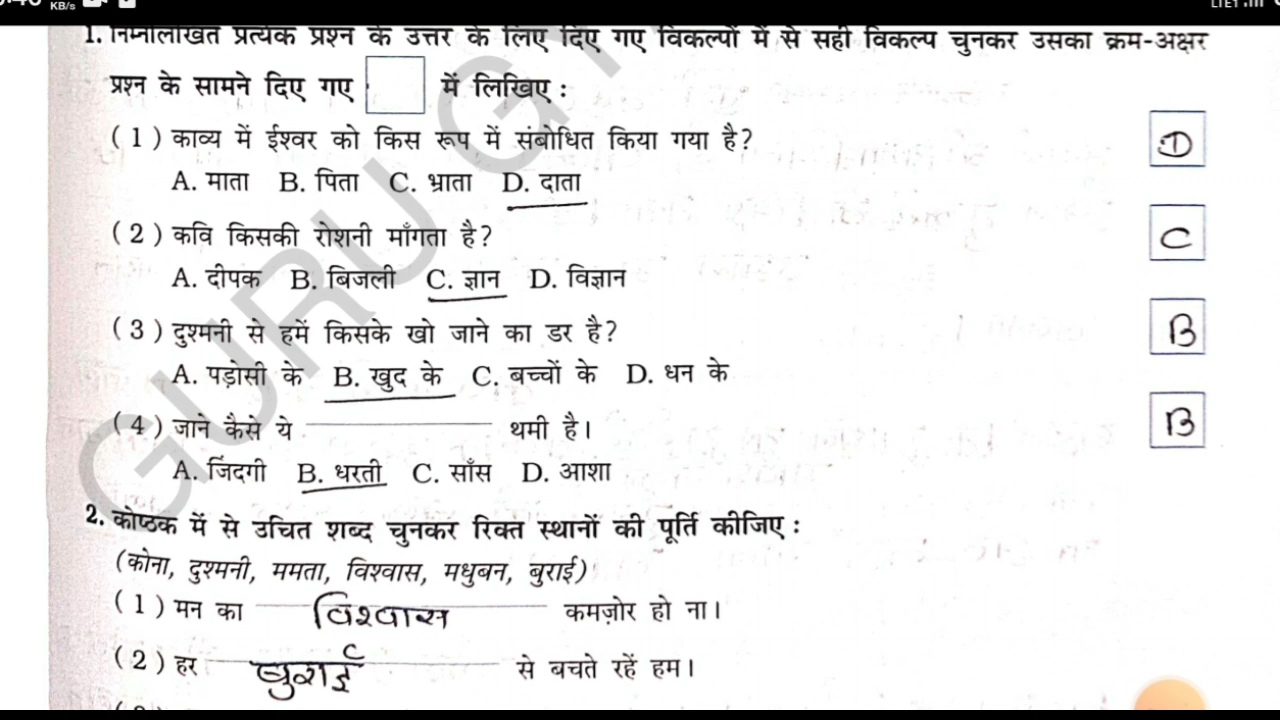 KB/s
LTE1
1. निम्नलिखित प्रत्येक प्रश्न के उत्तर के लिए दिए गए विकल्पों में से सही विकल्प चुनकर उसका क्रम-अक्षर
प्रश्न के सामने दिए गए में लिखिए :
(1) काव्य में ईश्वर को किस रूप में संबोधित किया गया है? D
A. माता B. पिता C. भ्राता D. दाता
(2) कवि किसकी रोशनी माँगता है? C
A. दीपक B. बिजली C. ज्ञान D. विज्ञान
(3) दुश्मनी से हमें किसके खो जाने का डर है? B
A. पड़ोसी के B. खुद के C. बच्चों के D. धन के
(4) जाने कैसे ये थमी है। B
A. जिंदगी B. धरती C. साँस D. आशा
2. कोष्ठक में से उचित शब्द चुनकर रिक्त स्थानों की पूर्ति कीजिए :
(कोना, दुश्मनी, ममता, विश्वास, मधुबन, बुराई)
(1) मन का विश्वास कमज़ोर हो ना।
(2) हर बुराई से बचते रहें हम।
GURU G